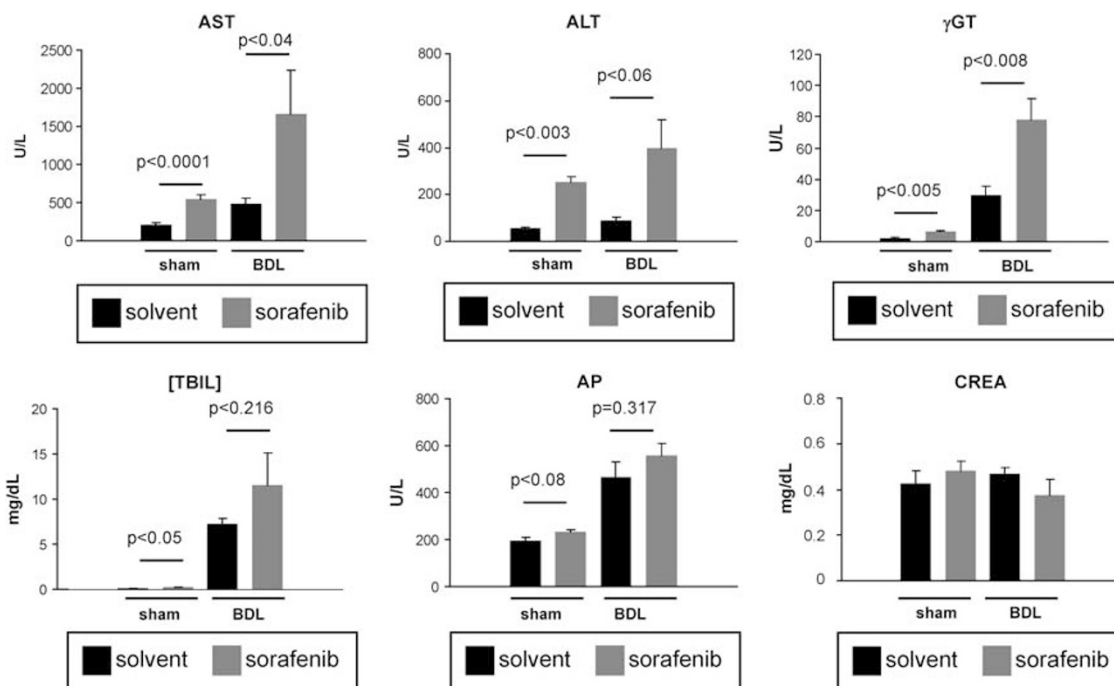 AST
p<0.04
2500
2000
1500
1000
500
0
U/L
p<0.0001
sham
BDL
solvent
sorafenib
ALT
800
600
400
200
0
U/L
p<0.06
p<0.003
sham
BDL
solvent
sorafenib
γGT
120
100
80
60
40
20
0
U/L
p<0.008
p<0.005
sham
BDL
solvent
sorafenib
[TBIL]
20
15
10
5
0
mg/dL
p<0.216
p<0.05
sham
BDL
solvent
sorafenib
AP
p=0.317
800
600
400
200
0
U/L
p<0.08
sham
BDL
solvent
sorafenib
CREA
0.8
0.6
0.4
0.2
0
mg/dL
sham
BDL
solvent
sorafenib